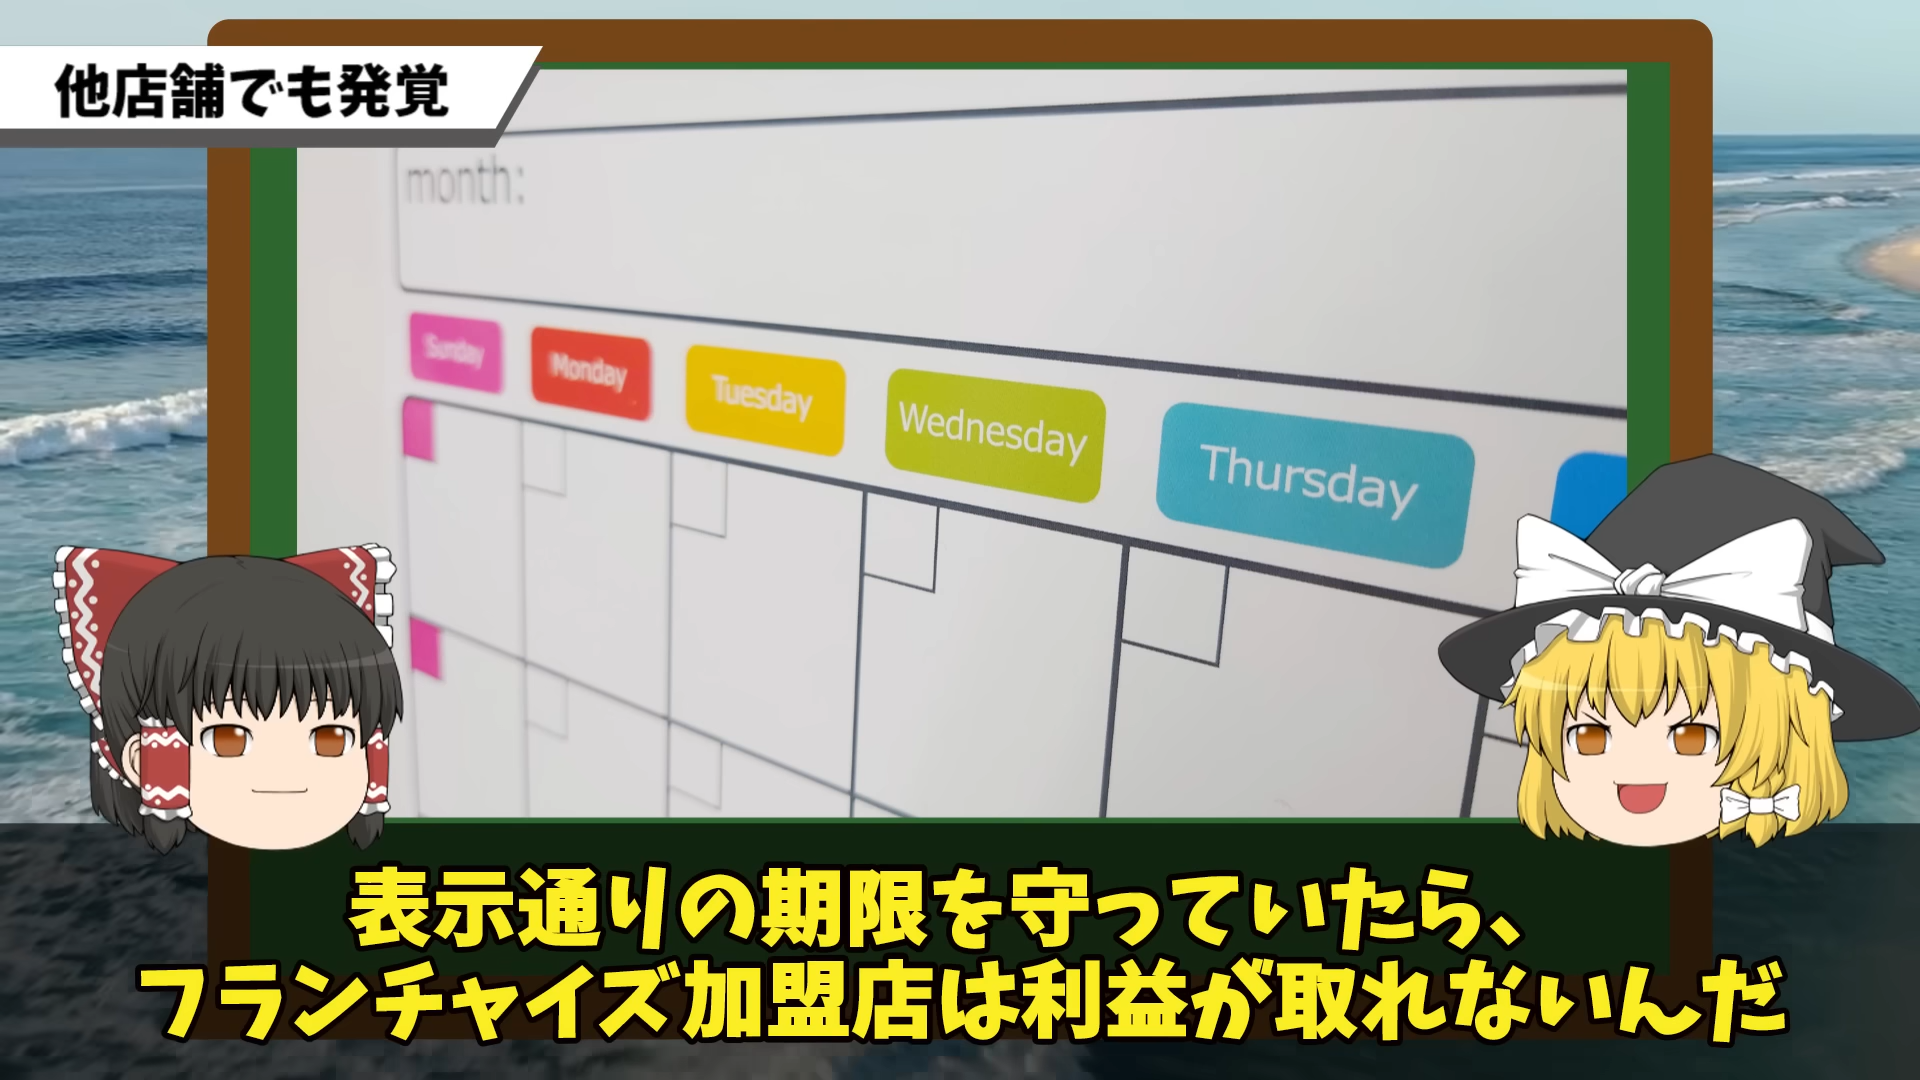 他店舗でも発覚
month:
Sunday Monday Tuesday Wednesday Thursday
表示通りの期限を守っていたら、
フランチャイズ加盟店は利益が取れないんだ